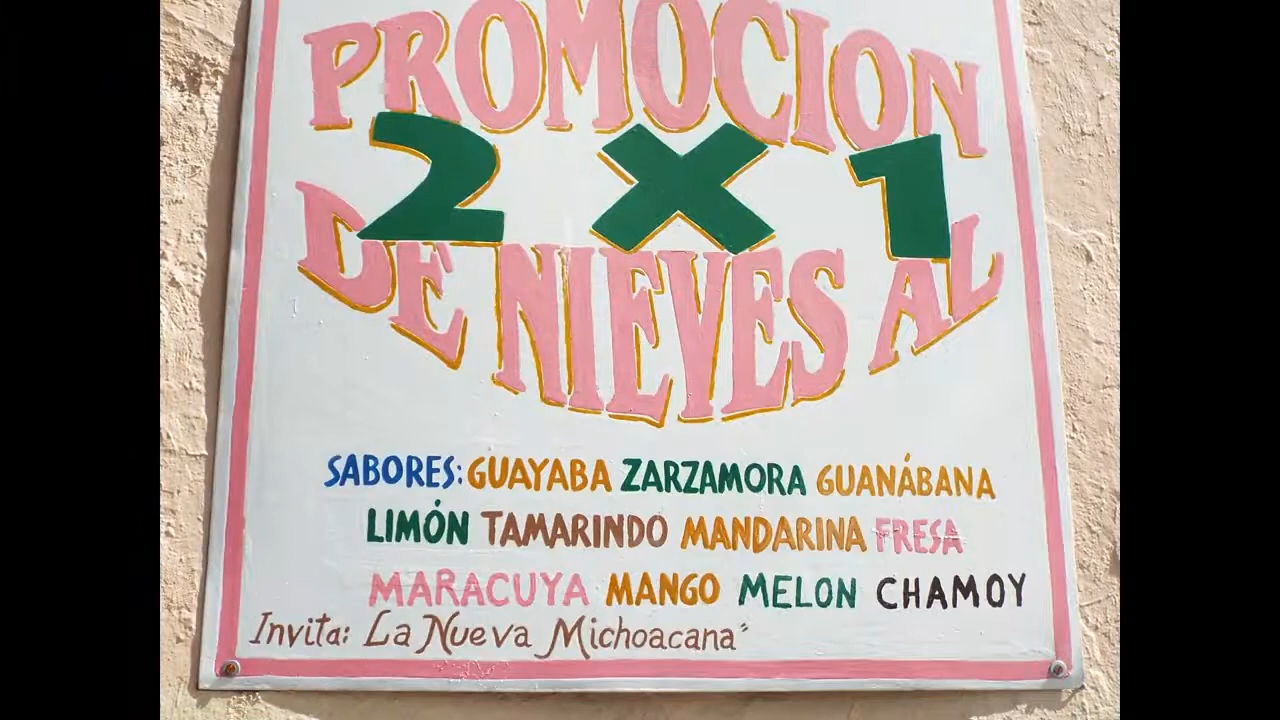 PROMOCION
2 X 1
DE NIEVES AL
SABORES: GUAYABA ZARZAMORA GUANÁBANA
LIMÓN TAMARINDO MANDARINA FRESA
MARACUYA MANGO MELON CHAMOY
Invita: La Nueva Michoacana"